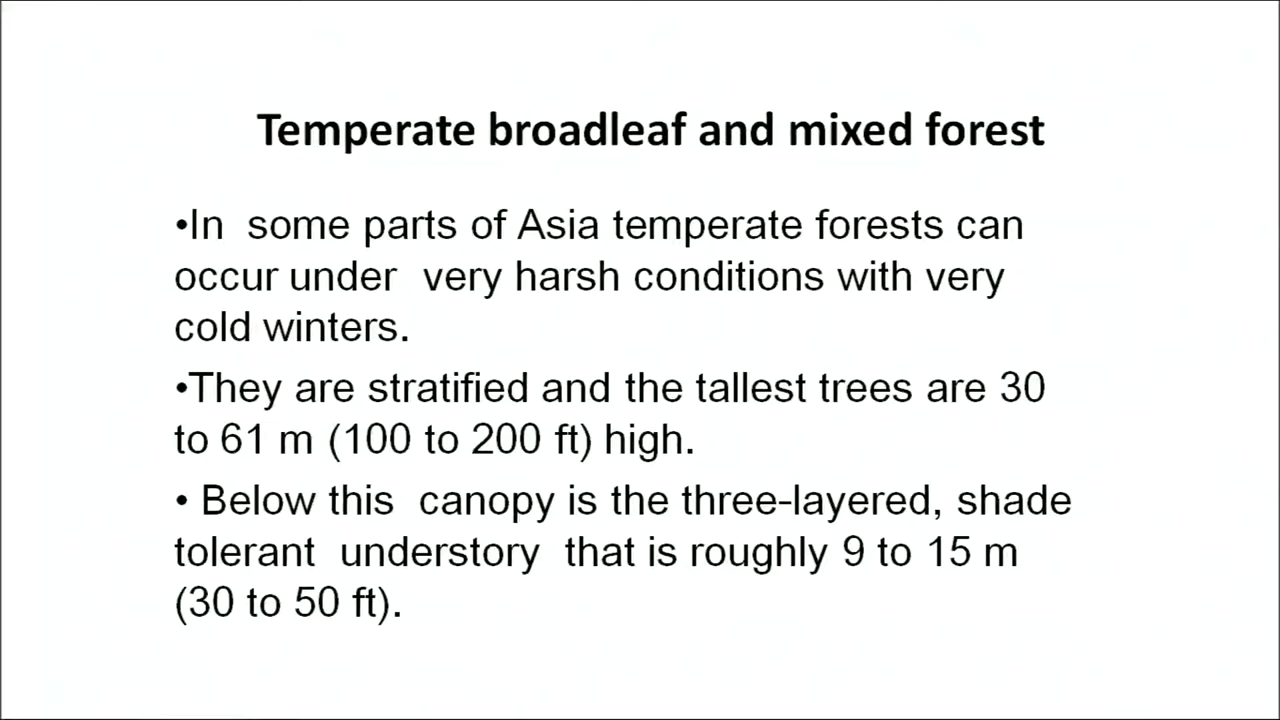 Temperate broadleaf and mixed forest
•In some parts of Asia temperate forests can
occur under very harsh conditions with very
cold winters.
•They are stratified and the tallest trees are 30
to 61 m (100 to 200 ft) high.
• Below this canopy is the three-layered, shade
tolerant understory that is roughly 9 to 15 m
(30 to 50 ft).